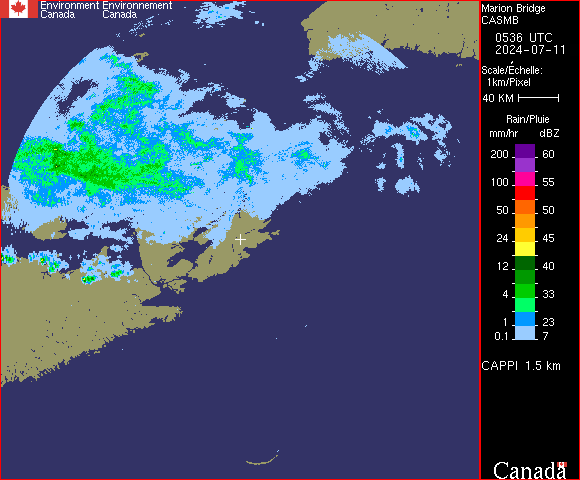 Environment Environnement
Canada Canada
Marion Bridge
CASMB
0536 UTC
2024-07-11
Scale/Échelle:
1km/Pixel
40 KM
Rain/Pluie
mm/hr dBZ
200 60
100 55
50 50
24 45
12 40
4 33
1 23
0.1 7
CAPPI 1.5 km
Canada